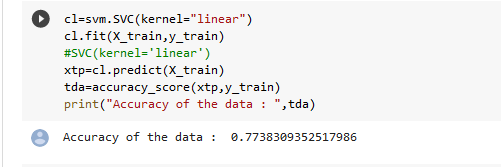 cl=svm.SVC(kernel="linear")
cl.fit(X_train,y_train)
#SVC(kernel='linear')
xtp=cl.predict(X_train)
tda=accuracy_score(xtp,y_train)
print("Accuracy of the data : ",tda)
Accuracy of the data :  0.7738309352517986